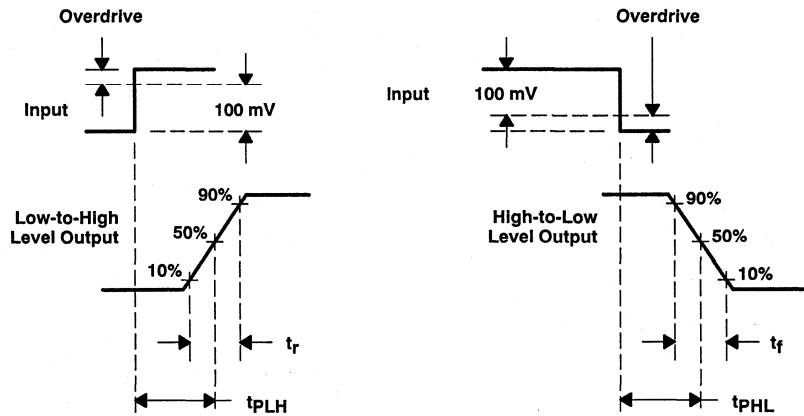 Overdrive
Input
100 mV
Low-to-High
Level Output
90%
50%
10%
tr
tPLH
Overdrive
Input
100 mV
High-to-Low
Level Output
90%
50%
10%
tf
tPHL